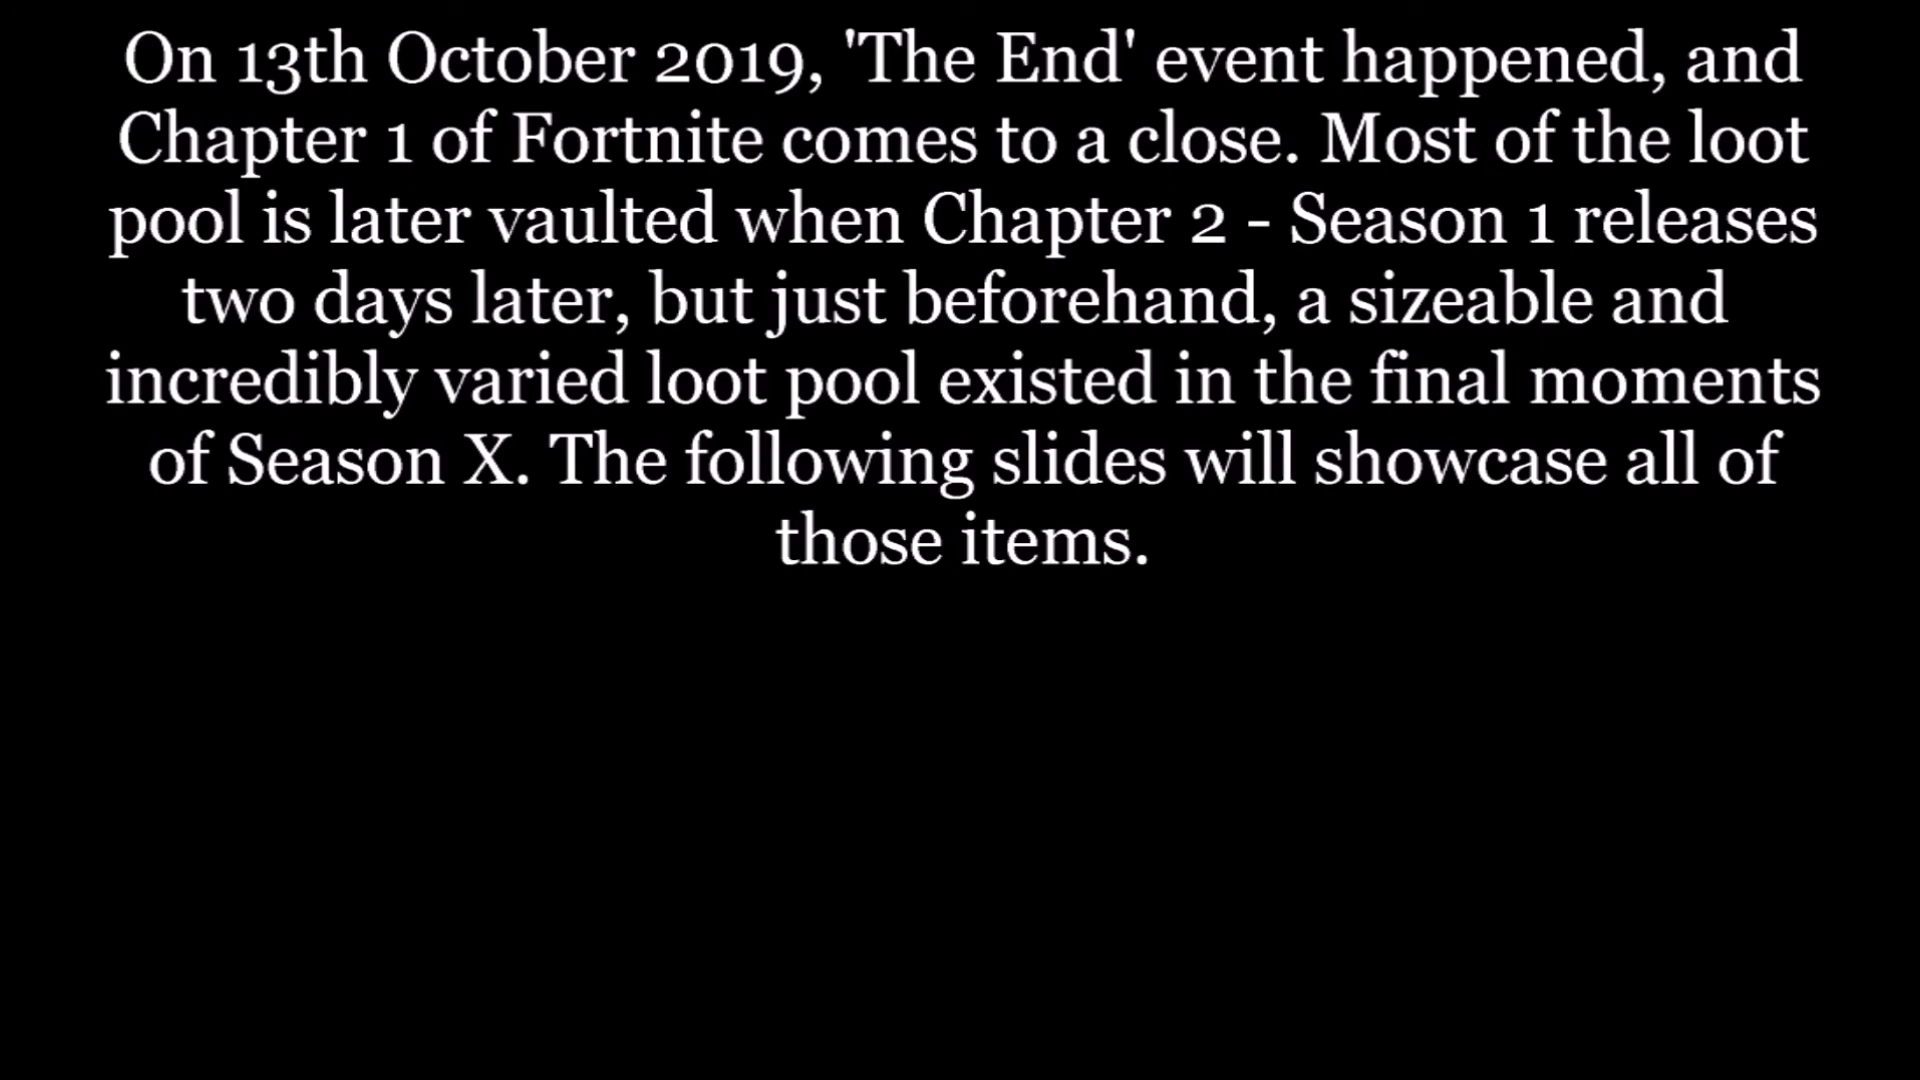 On 13th October 2019, 'The End' event happened, and
Chapter 1 of Fortnite comes to a close. Most of the loot
pool is later vaulted when Chapter 2 - Season 1 releases
two days later, but just beforehand, a sizeable and
incredibly varied loot pool existed in the final moments
of Season X. The following slides will showcase all of
those items.